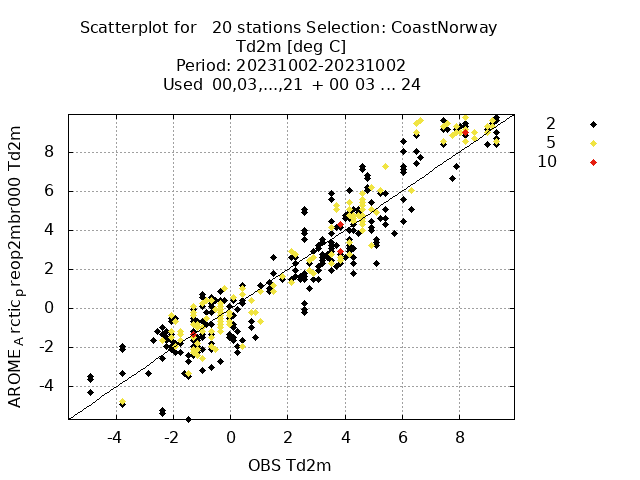 Scatterplot for   20 stations Selection: CoastNorway
Td2m [deg C]
Period: 20231002-20231002
Used  00,03,...,21  + 00 03 ... 24
AROME_Arctic_preop2mbr000 Td2m
8
6
4
2
0
-2
-4
-4 -2 0 2 4 6 8
OBS Td2m
2
5
10